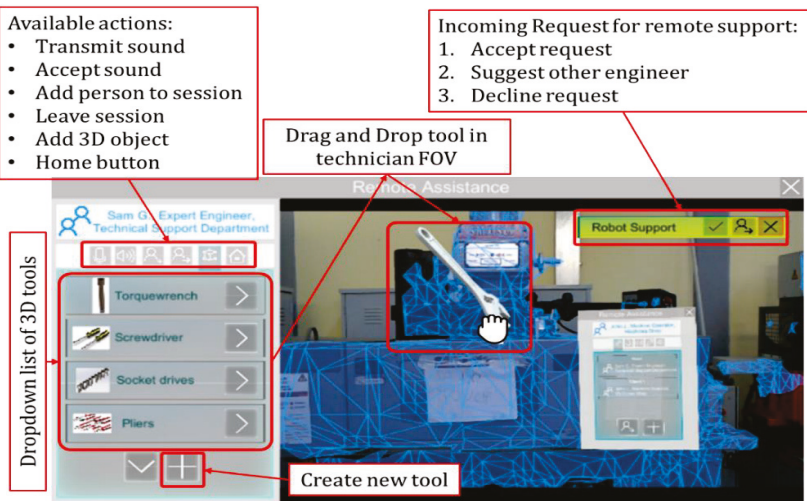 Available actions:
• Transmit sound
• Accept sound
• Add person to session
• Leave session
• Add 3D object
• Home button
Incoming Request for remote support:
1. Accept request
2. Suggest other engineer
3. Decline request
Drag and Drop tool in
technician FOV
Remote Assistance
Sam G., Expert Engineer,
Technical Support Department
Robot Support
Dropdown list of 3D tools
Torquewrench
Screwdriver
Socket drives
Pliers
Remote Assistance
Create new tool